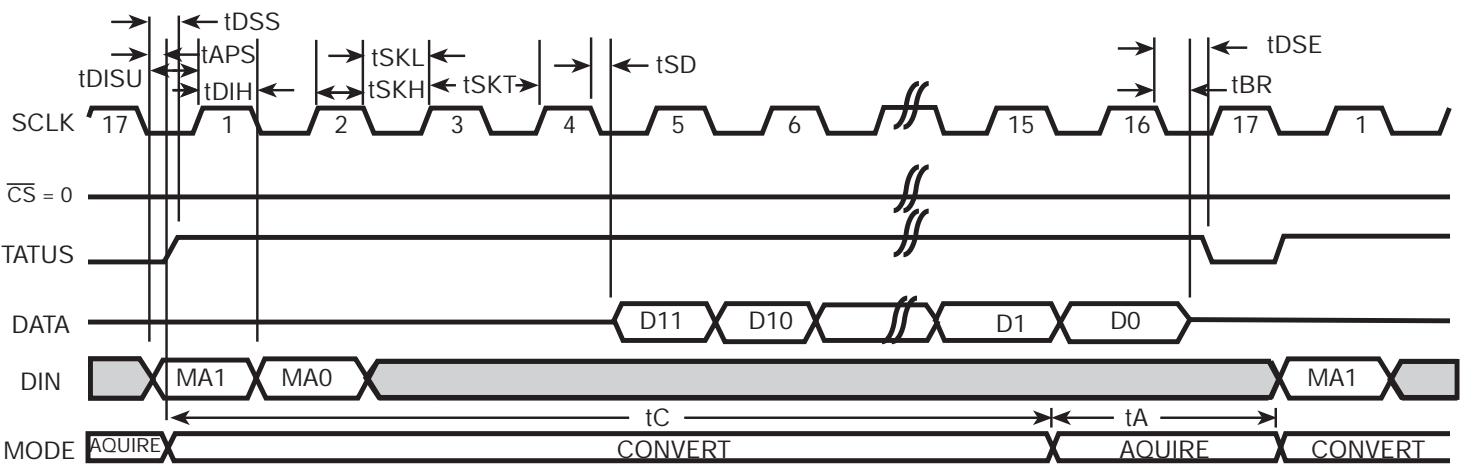 tDSS
tAPS
tDISU
tDIH
tSKL
tSKH
tSKT
tSD
tDSE
tBR
SCLK 17 1 2 3 4 5 6 15 16 17 1
CS = 0
TATUS
DATA D11 D10 D1 D0
DIN MA1 MA0 MA1
tC tA
MODE AQUIRE CONVERT AQUIRE CONVERT